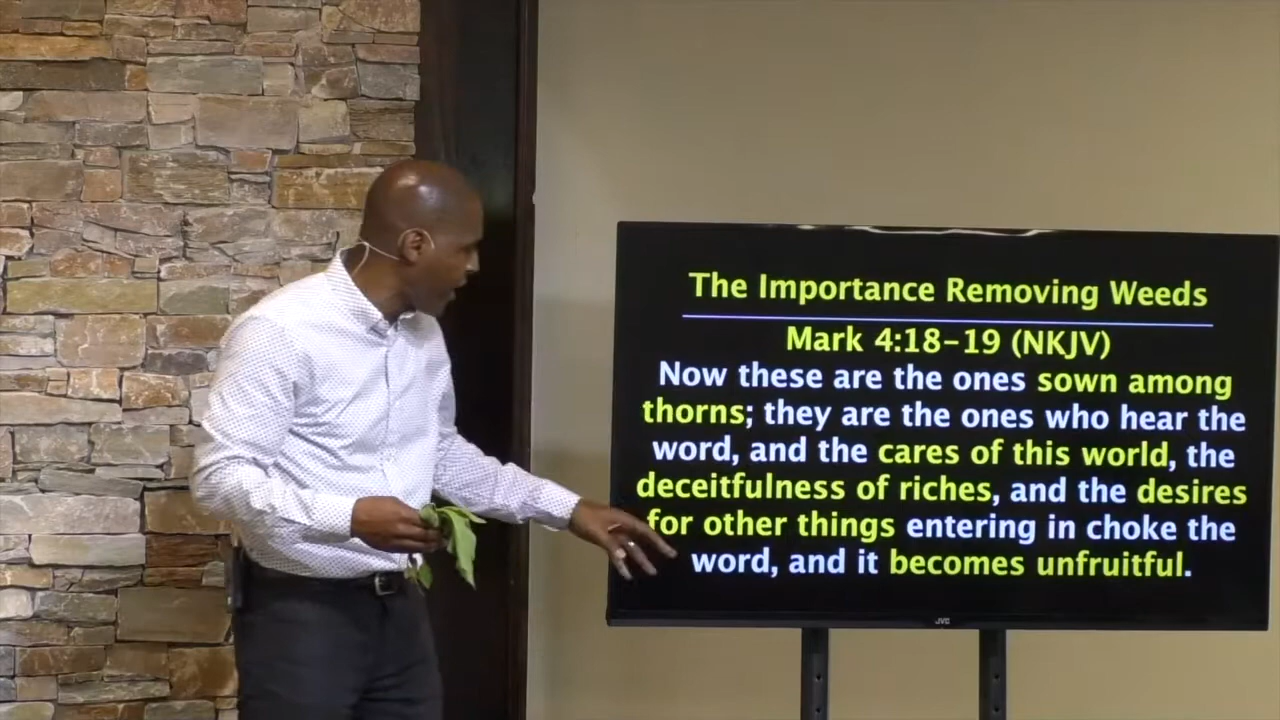 The Importance Removing Weeds
Mark 4:18-19 (NKJV)
Now these are the ones sown among
thorns; they are the ones who hear the
word, and the cares of this world, the
deceitfulness of riches, and the desires
for other things entering in choke the
word, and it becomes unfruitful.
JVC